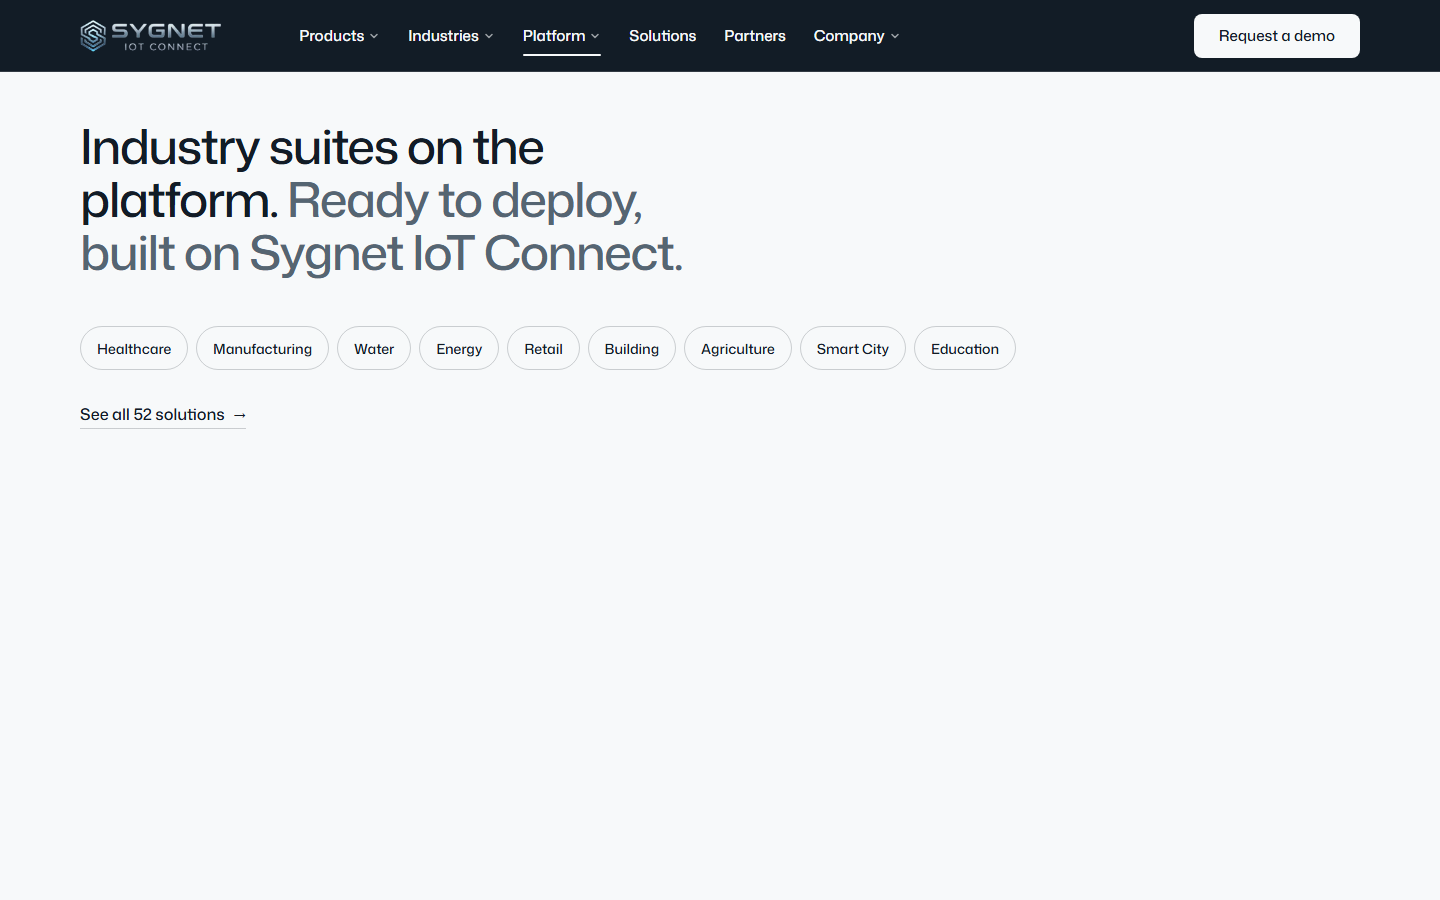 SYGNET
IOT CONNECT
Products
Industries
Platform
Solutions
Partners
Company
Request a demo
Industry suites on the
platform. Ready to deploy,
built on Sygnet IoT Connect.
Healthcare
Manufacturing
Water
Energy
Retail
Building
Agriculture
Smart City
Education
See all 52 solutions →